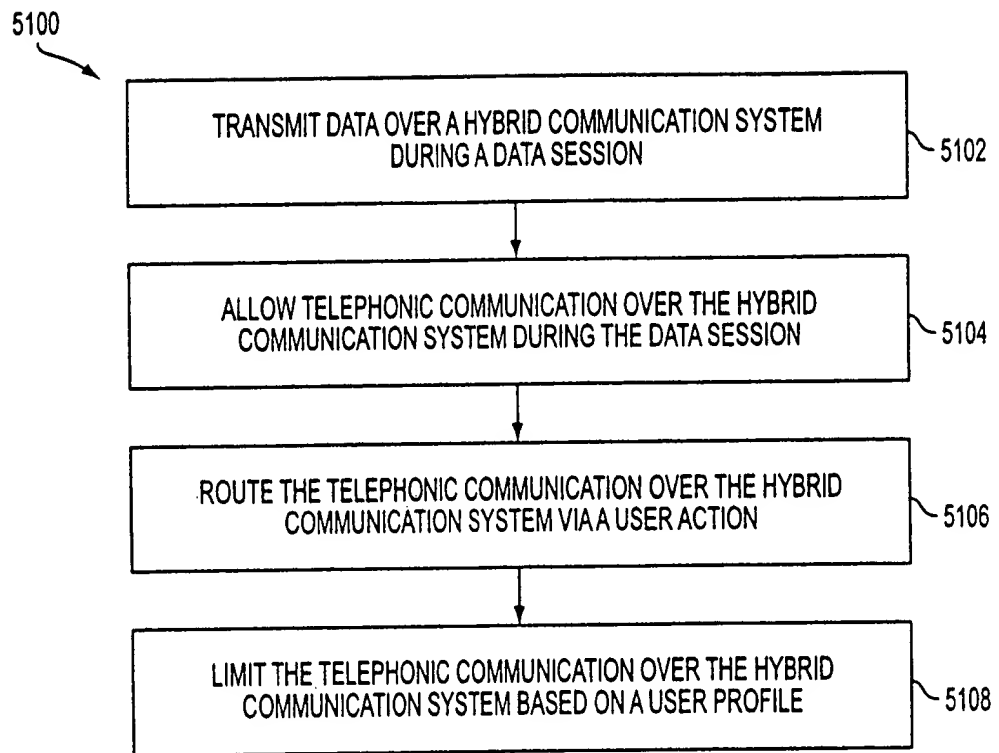 5100
TRANSMIT DATA OVER A HYBRID COMMUNICATION SYSTEM
DURING A DATA SESSION
5102
ALLOW TELEPHONIC COMMUNICATION OVER THE HYBRID
COMMUNICATION SYSTEM DURING THE DATA SESSION
5104
ROUTE THE TELEPHONIC COMMUNICATION OVER THE HYBRID
COMMUNICATION SYSTEM VIA A USER ACTION
5106
LIMIT THE TELEPHONIC COMMUNICATION OVER THE HYBRID
COMMUNICATION SYSTEM BASED ON A USER PROFILE
5108